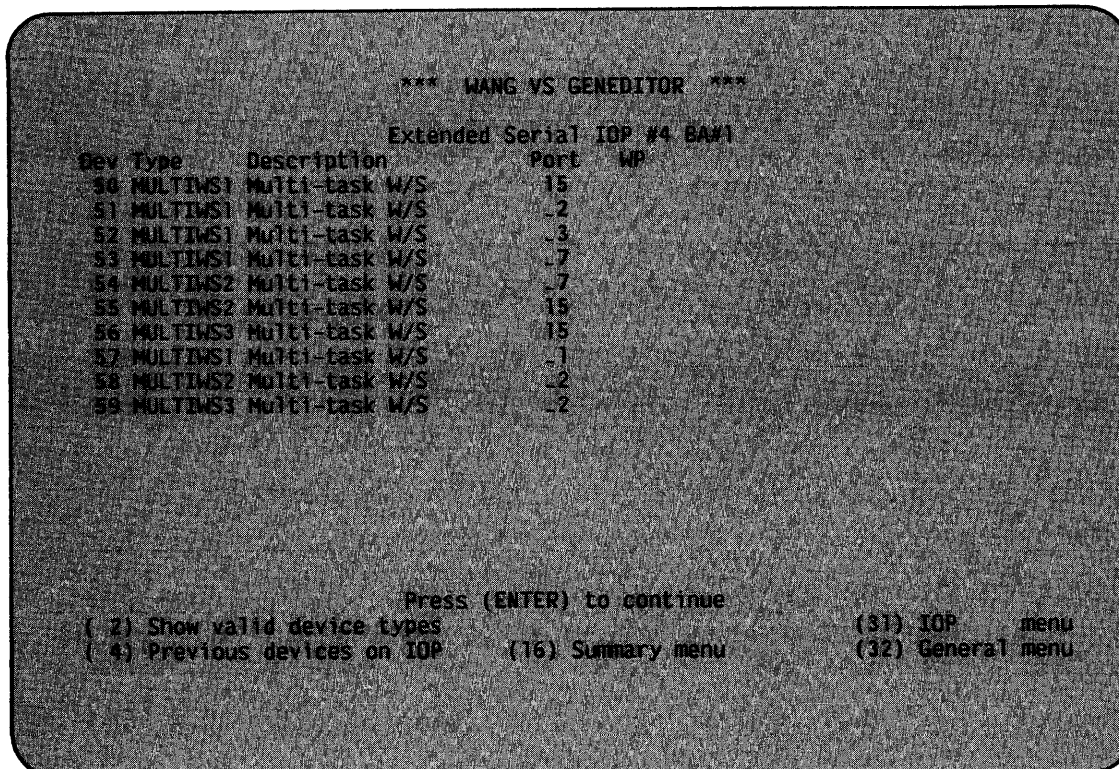 *** WANG VS GENEDITOR ***
Extended Serial IOP #4 BA#1
Dev Type Description Port WP
50 MULTIWS1 Multi-task W/S 15
51 MULTIWS1 Multi-task W/S _2
52 MULTIWS1 Multi-task W/S _3
53 MULTIWS1 Multi-task W/S _7
54 MULTIWS2 Multi-task W/S _7
55 MULTIWS2 Multi-task W/S 15
56 MULTIWS3 Multi-task W/S 15
57 MULTIWS1 Multi-task W/S _1
58 MULTIWS2 Multi-task W/S _2
59 MULTIWS3 Multi-task W/S _2
Press (ENTER) to continue
( 2) Show valid device types (31) IOP menu
( 4) Previous devices on IOP (16) Summary menu (32) General menu